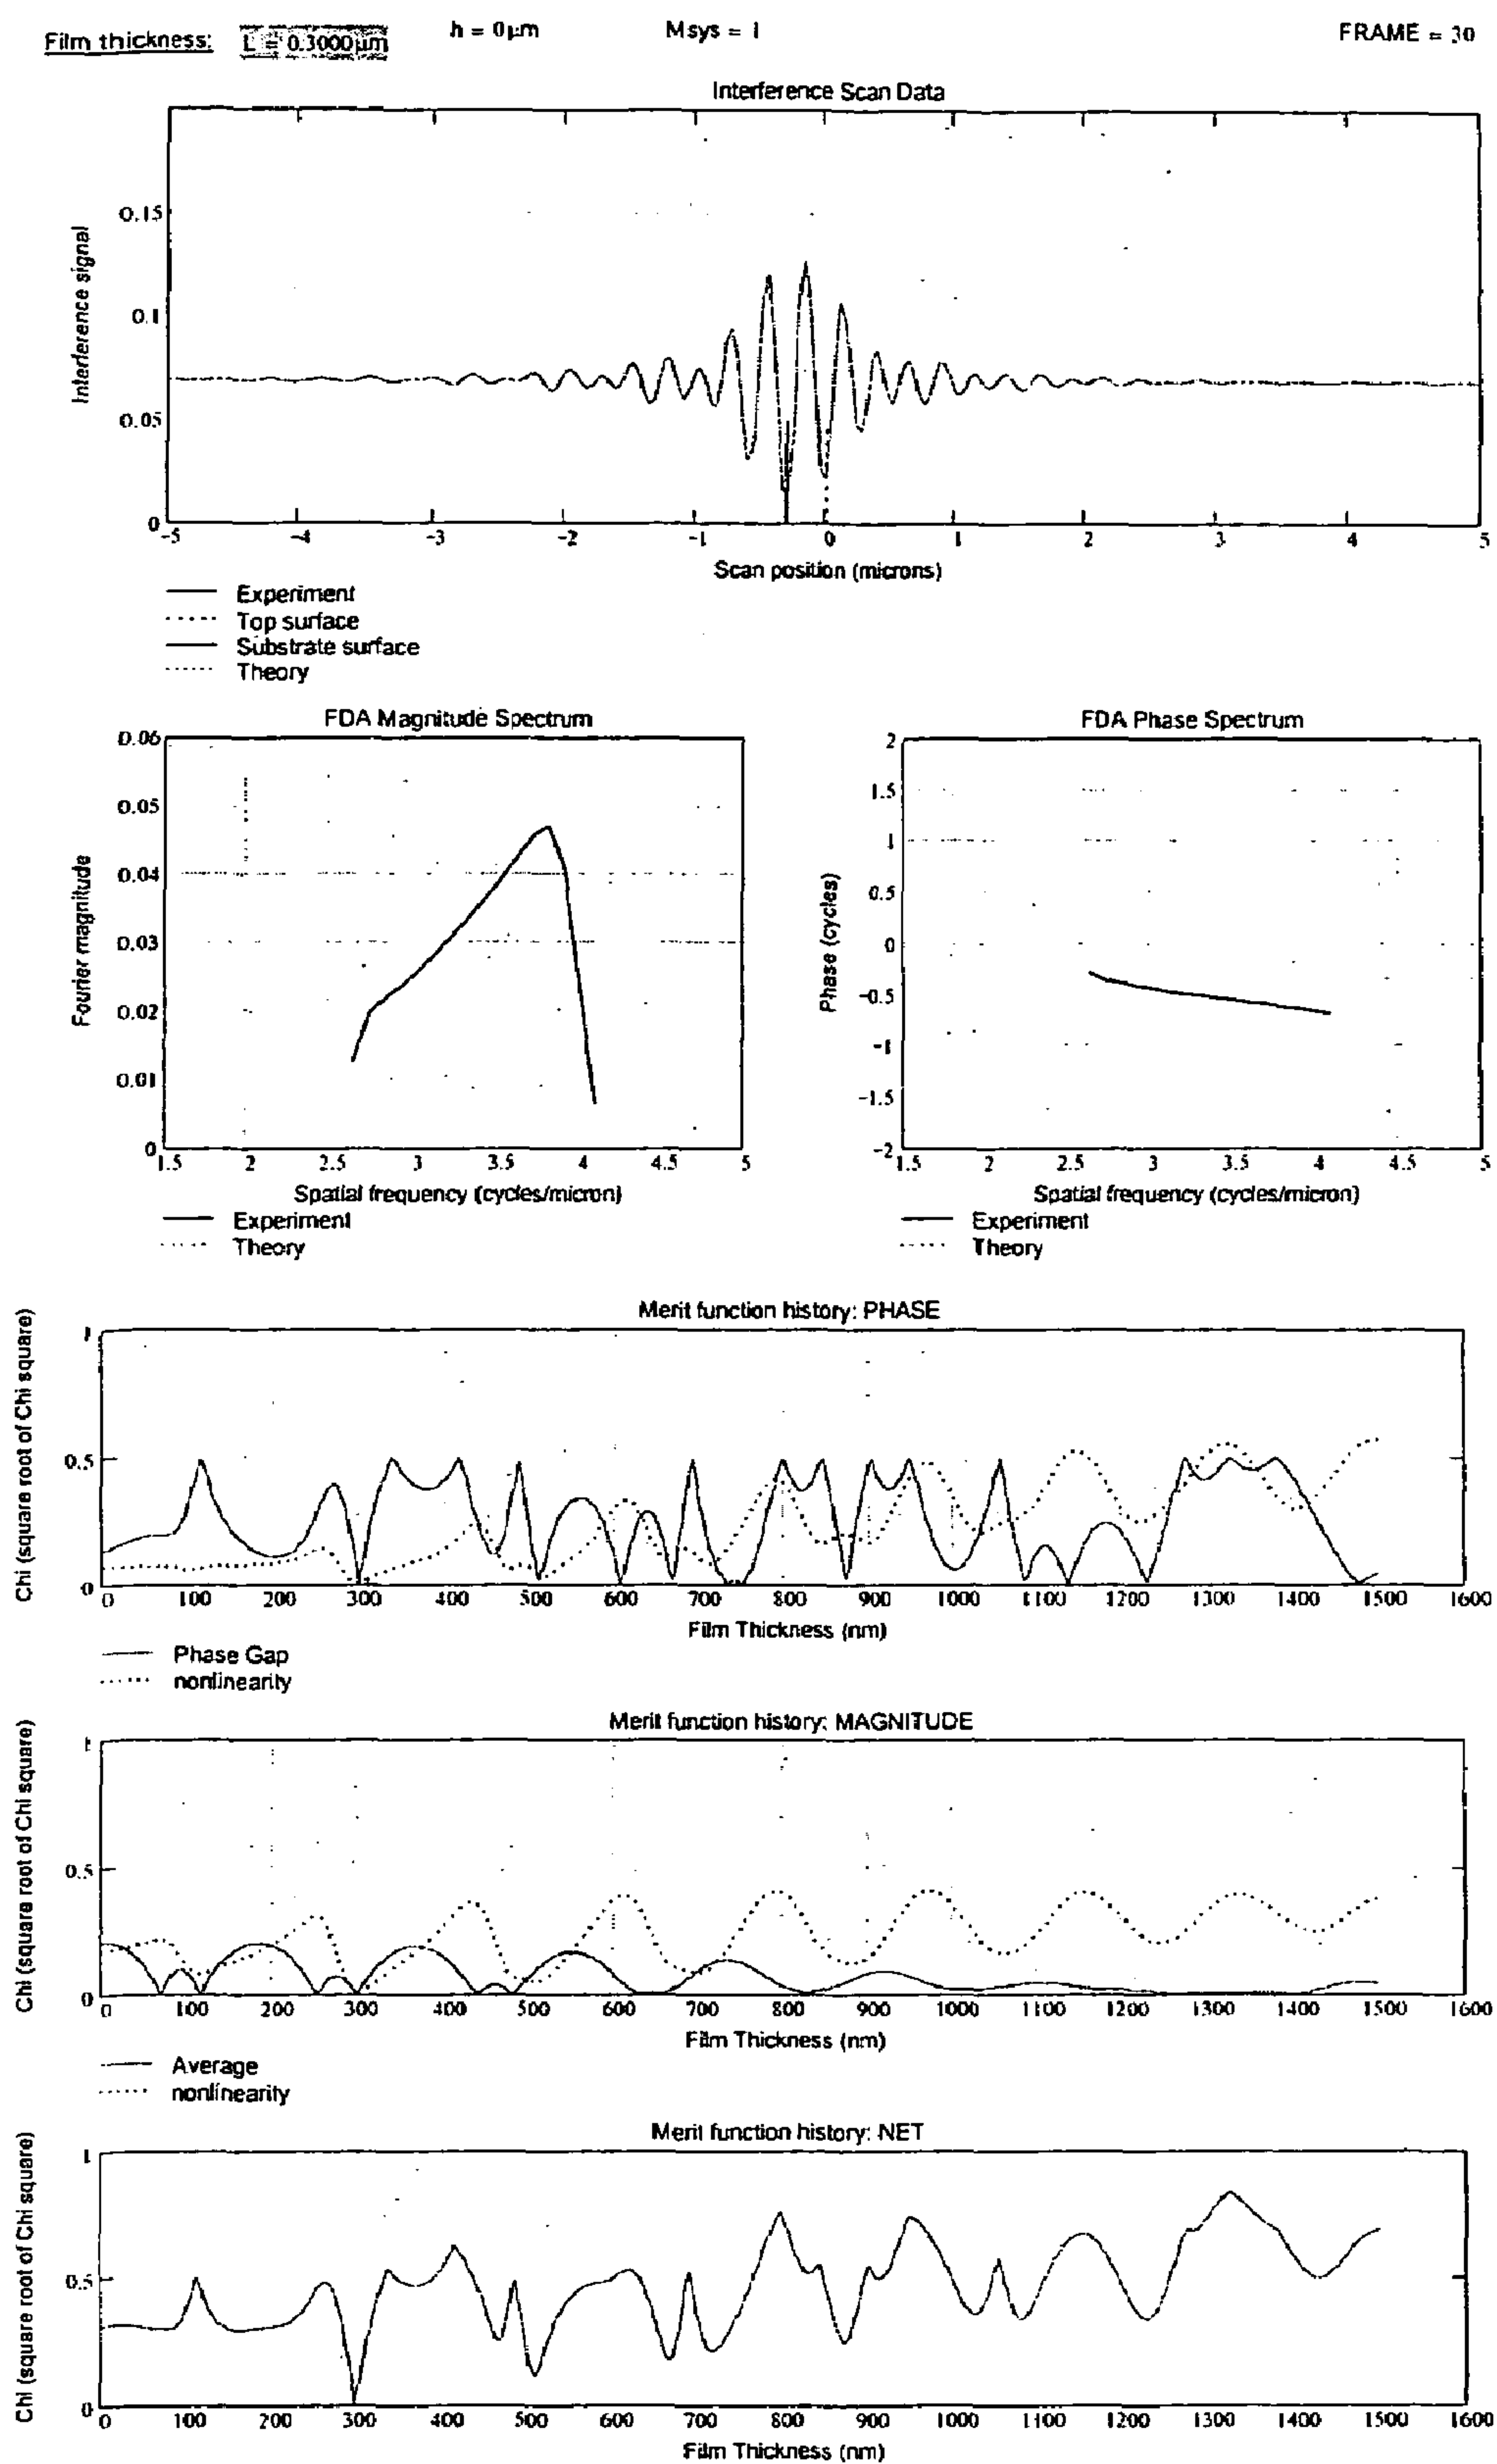 Film thickness: L = 0.3000µm h = 0µm Msys = 1 FRAME = 30
Interference Scan Data
Interference signal
0.15
0.1
0.05
0
-5 -4 -3 -2 -1 0 1 2 3 4 5
Scan position (microns)
Experiment
Top surface
Substrate surface
Theory
FDA Magnitude Spectrum
Fourier magnitude
0.06
0.05
0.04
0.03
0.02
0.01
0
1.5 2 2.5 3 3.5 4 4.5 5
Spatial frequency (cycles/micron)
Experiment
Theory
FDA Phase Spectrum
Phase (cycles)
2
1.5
1
0.5
0
-0.5
-1
-1.5
-2
1.5 2 2.5 3 3.5 4 4.5 5
Spatial frequency (cycles/micron)
Experiment
Theory
Merit function history: PHASE
Chi (square root of Chi square)
1
0.5
0
0 100 200 300 400 500 600 700 800 900 1000 1100 1200 1300 1400 1500 1600
Film Thickness (nm)
Phase Gap
nonlinearity
Merit function history: MAGNITUDE
Chi (square root of Chi square)
1
0.5
0
0 100 200 300 400 500 600 700 800 900 1000 1100 1200 1300 1400 1500 1600
Film Thickness (nm)
Average
nonlinearity
Merit function history: NET
Chi (square root of Chi square)
1
0.5
0
0 100 200 300 400 500 600 700 800 900 1000 1100 1200 1300 1400 1500 1600
Film Thickness (nm)